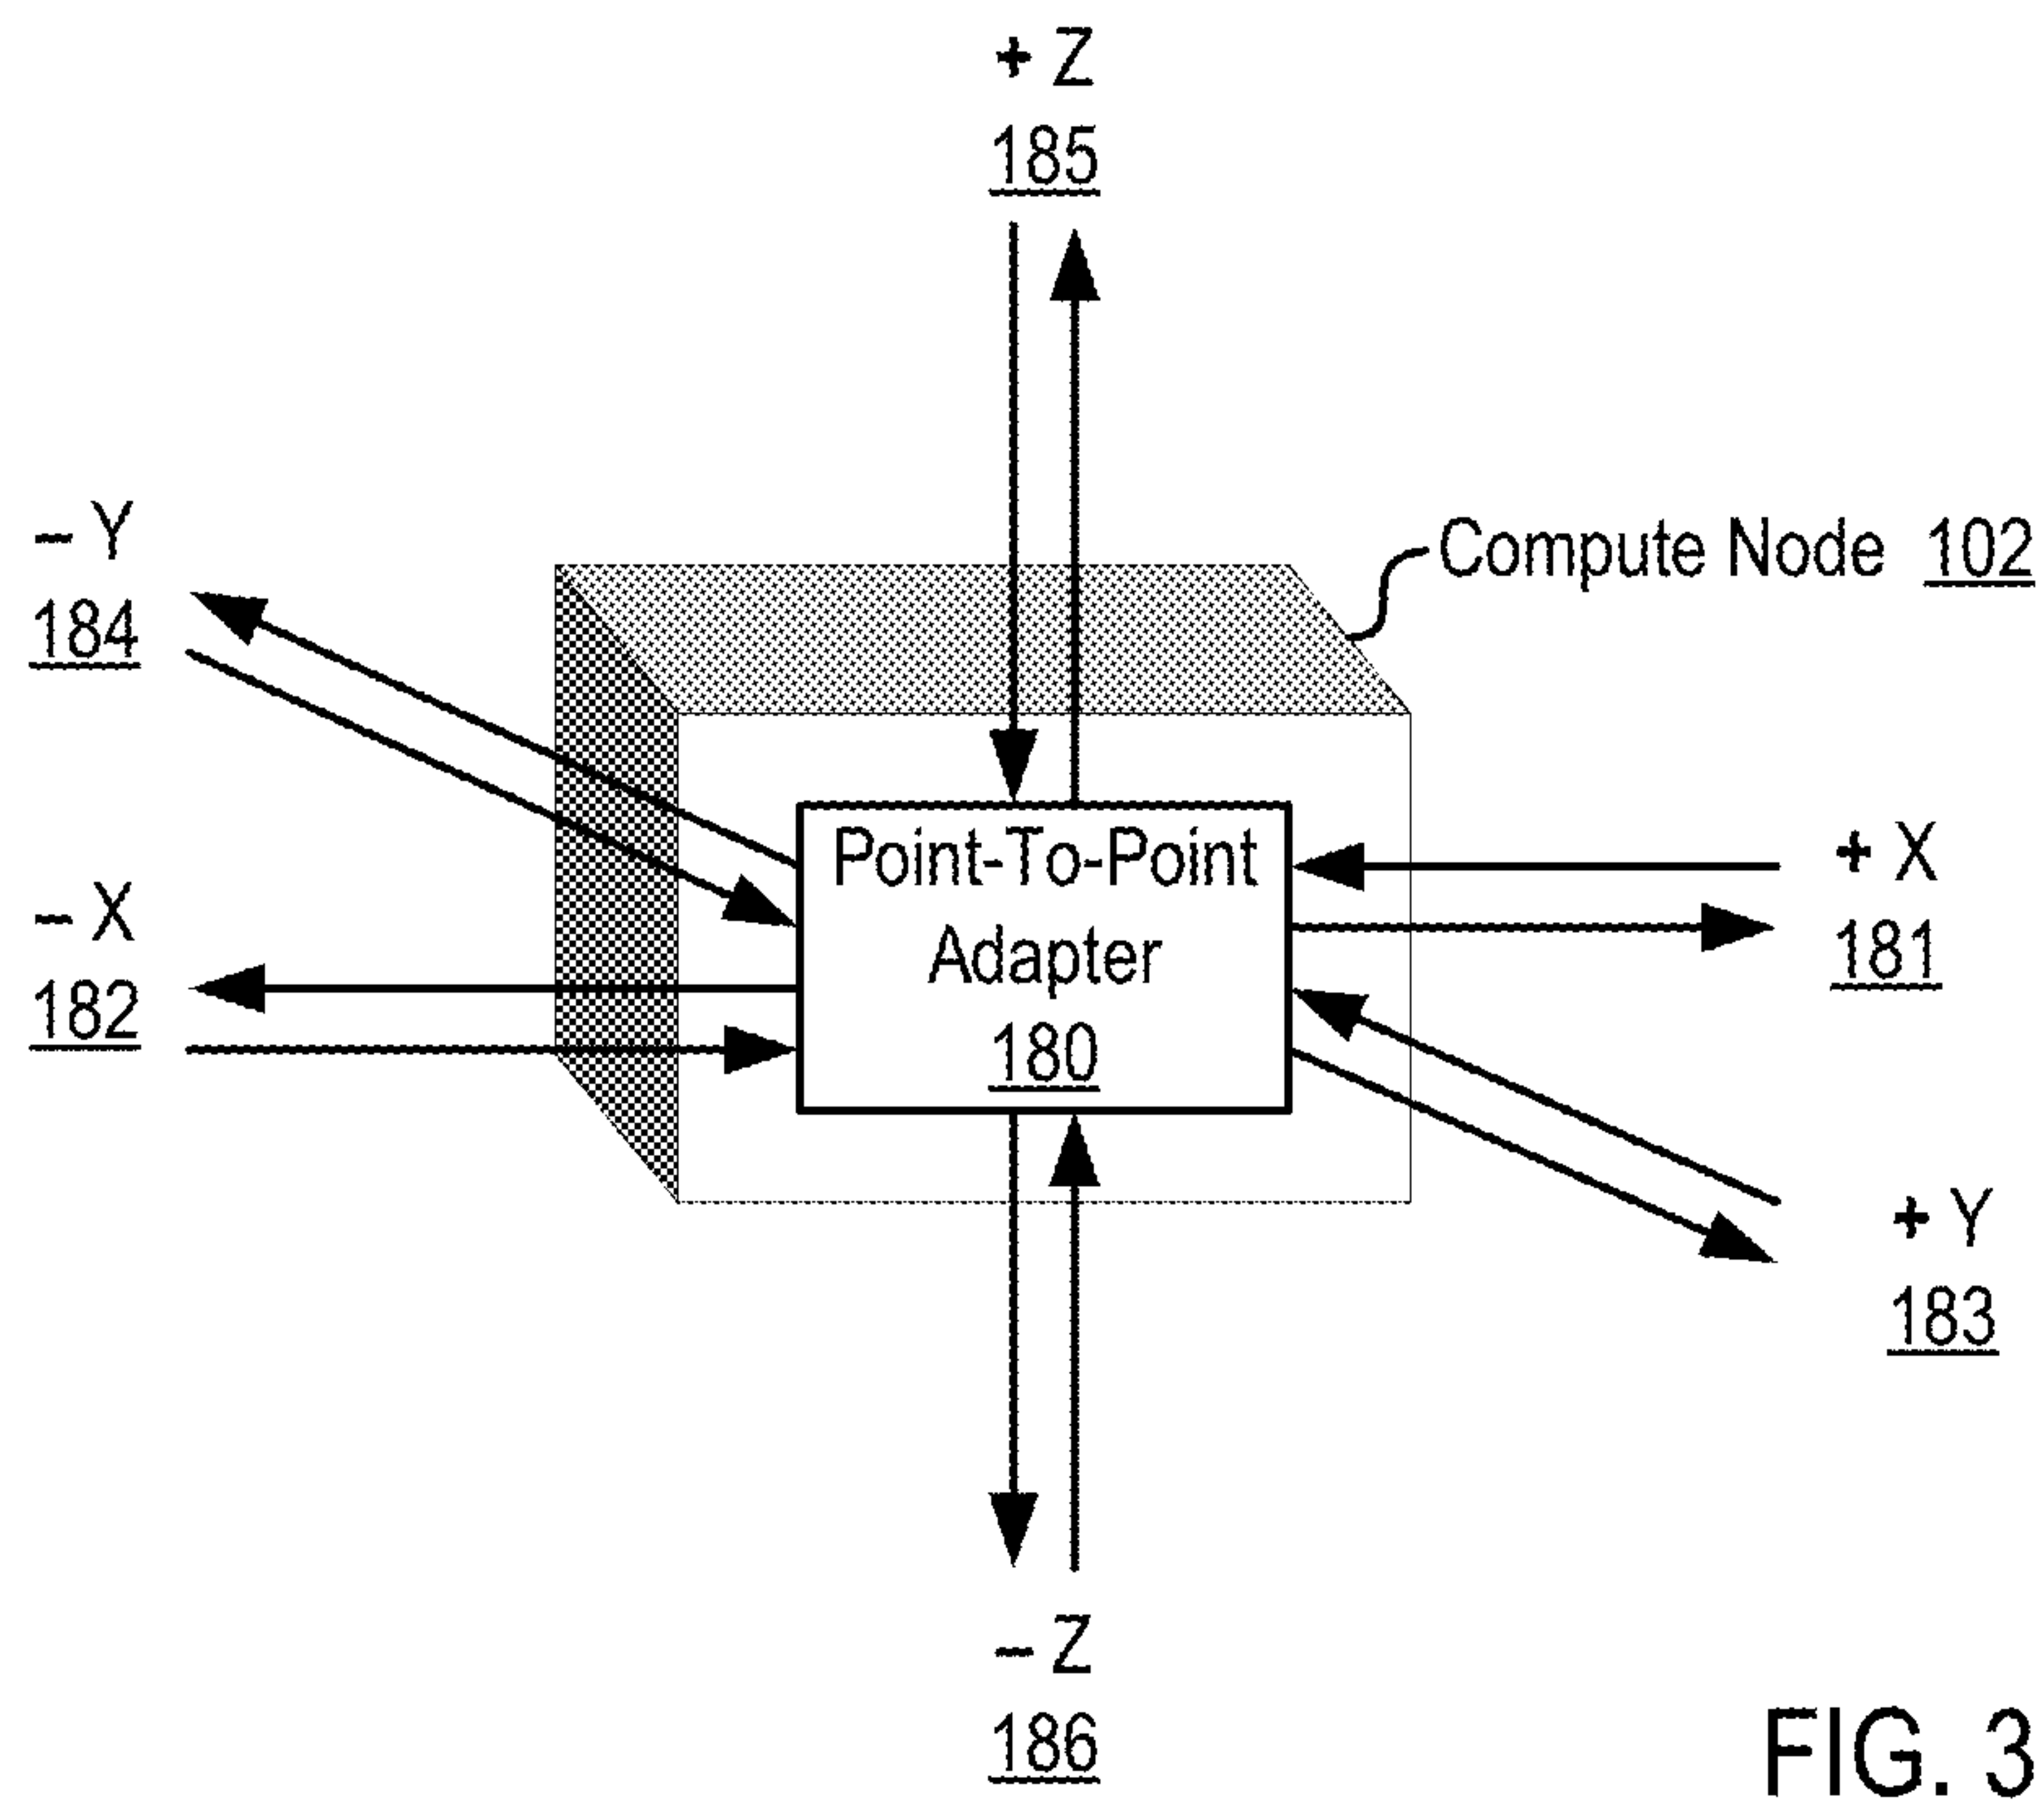 + Z
185
– Y
184
Compute Node 102
– X
182
Point-To-Point
Adapter
180
+ X
181
+ Y
183
– Z
186
FIG. 3